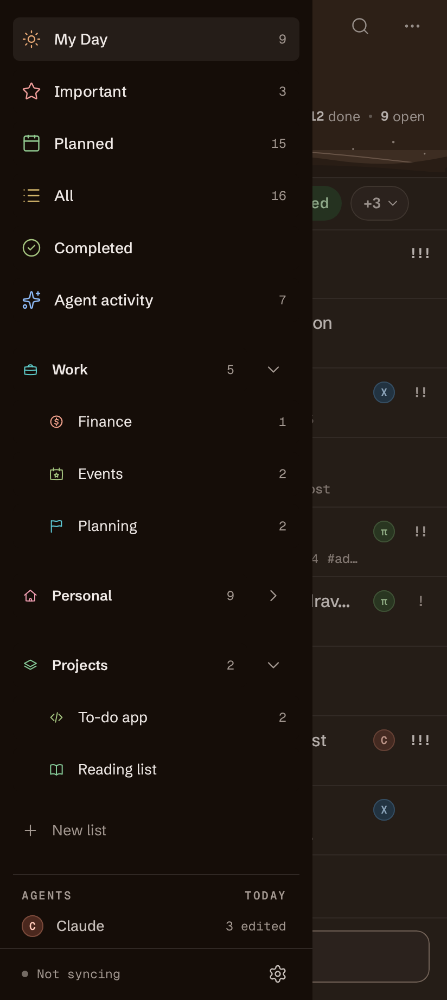 My Day 9
Important 3
Planned 15
All 16
Completed
Agent activity 7
Work 5
Finance 1
Events 2
Planning 2
Personal 9
Projects 2
To-do app 2
Reading list
New list
AGENTS TODAY
C Claude 3 edited
Not syncing
12 done • 9 open
+3
!!!
X !!
π !!
4 #ad…
π !
C !!!
X